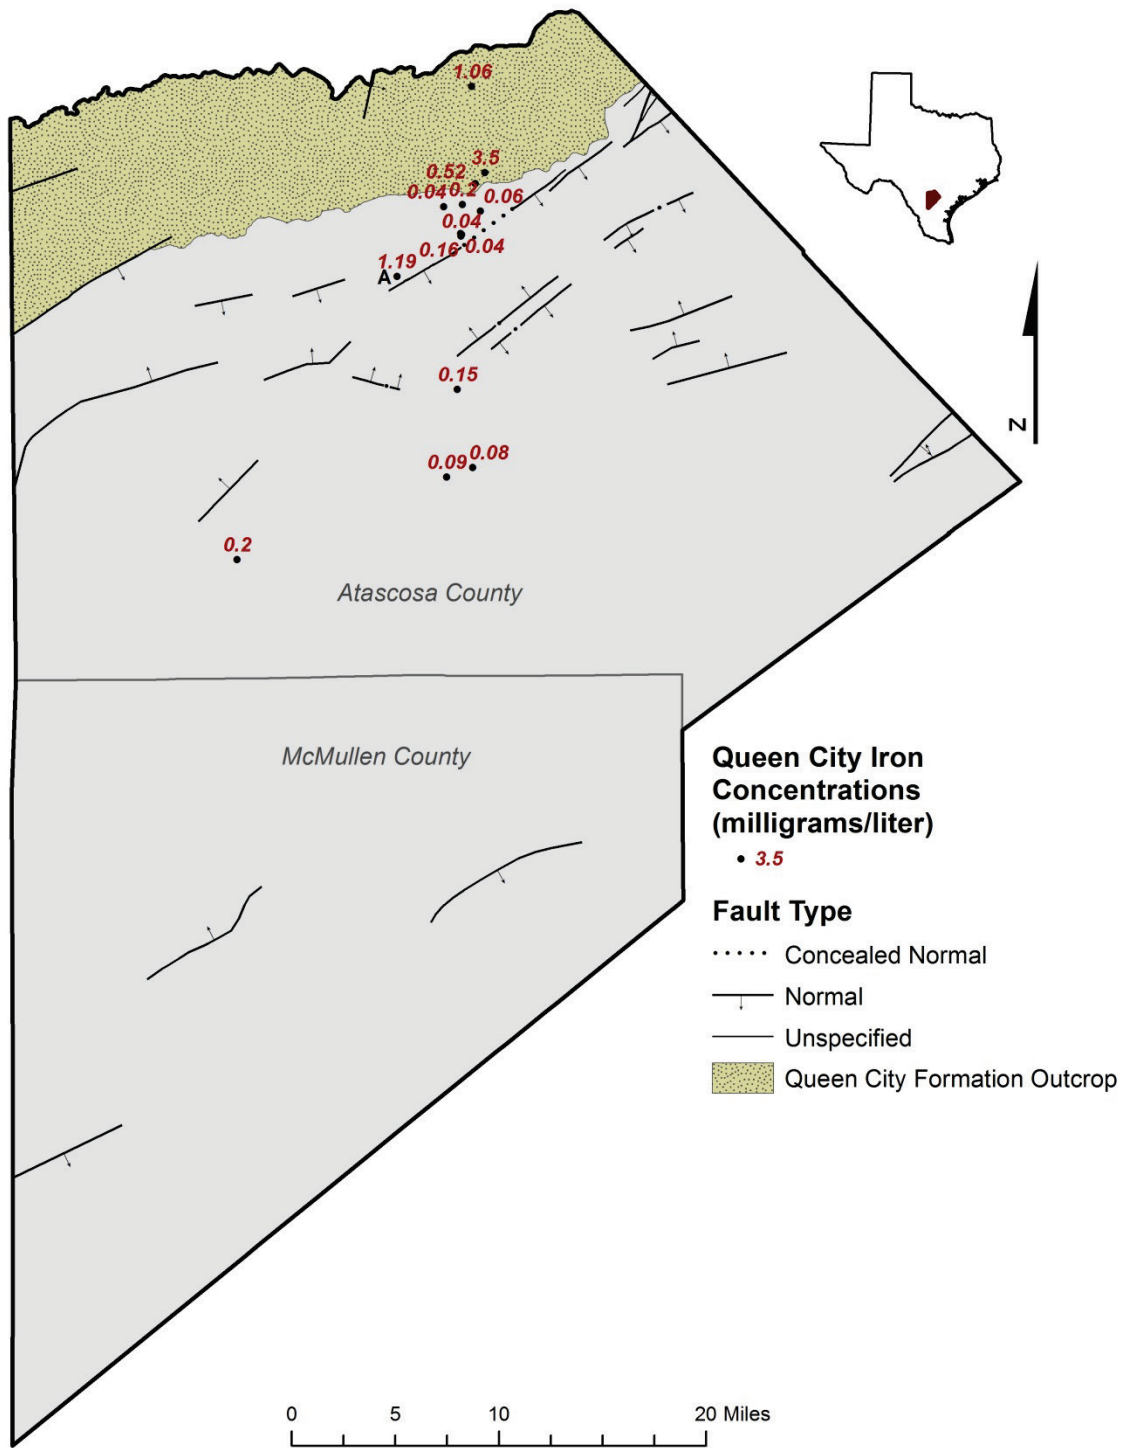 1.06
3.5
0.52
0.04
0.2
0.06
0.04
0.16
0.04
1.19
A
0.15
0.09
0.08
0.2
Atascosa County
McMullen County
N
Queen City Iron
Concentrations
(milligrams/liter)
3.5
Fault Type
Concealed Normal
Normal
Unspecified
Queen City Formation Outcrop
0 5 10 20 Miles